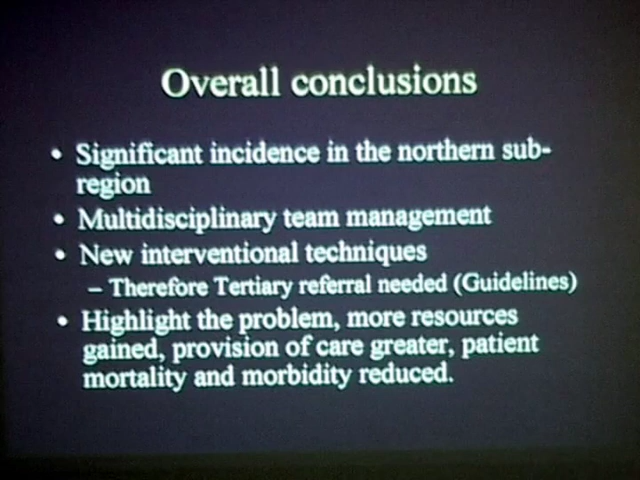 Overall conclusions
• Significant incidence in the northern sub-
region
• Multidisciplinary team management
• New interventional techniques
– Therefore Tertiary referral needed (Guidelines)
• Highlight the problem, more resources
gained, provision of care greater, patient
mortality and morbidity reduced.